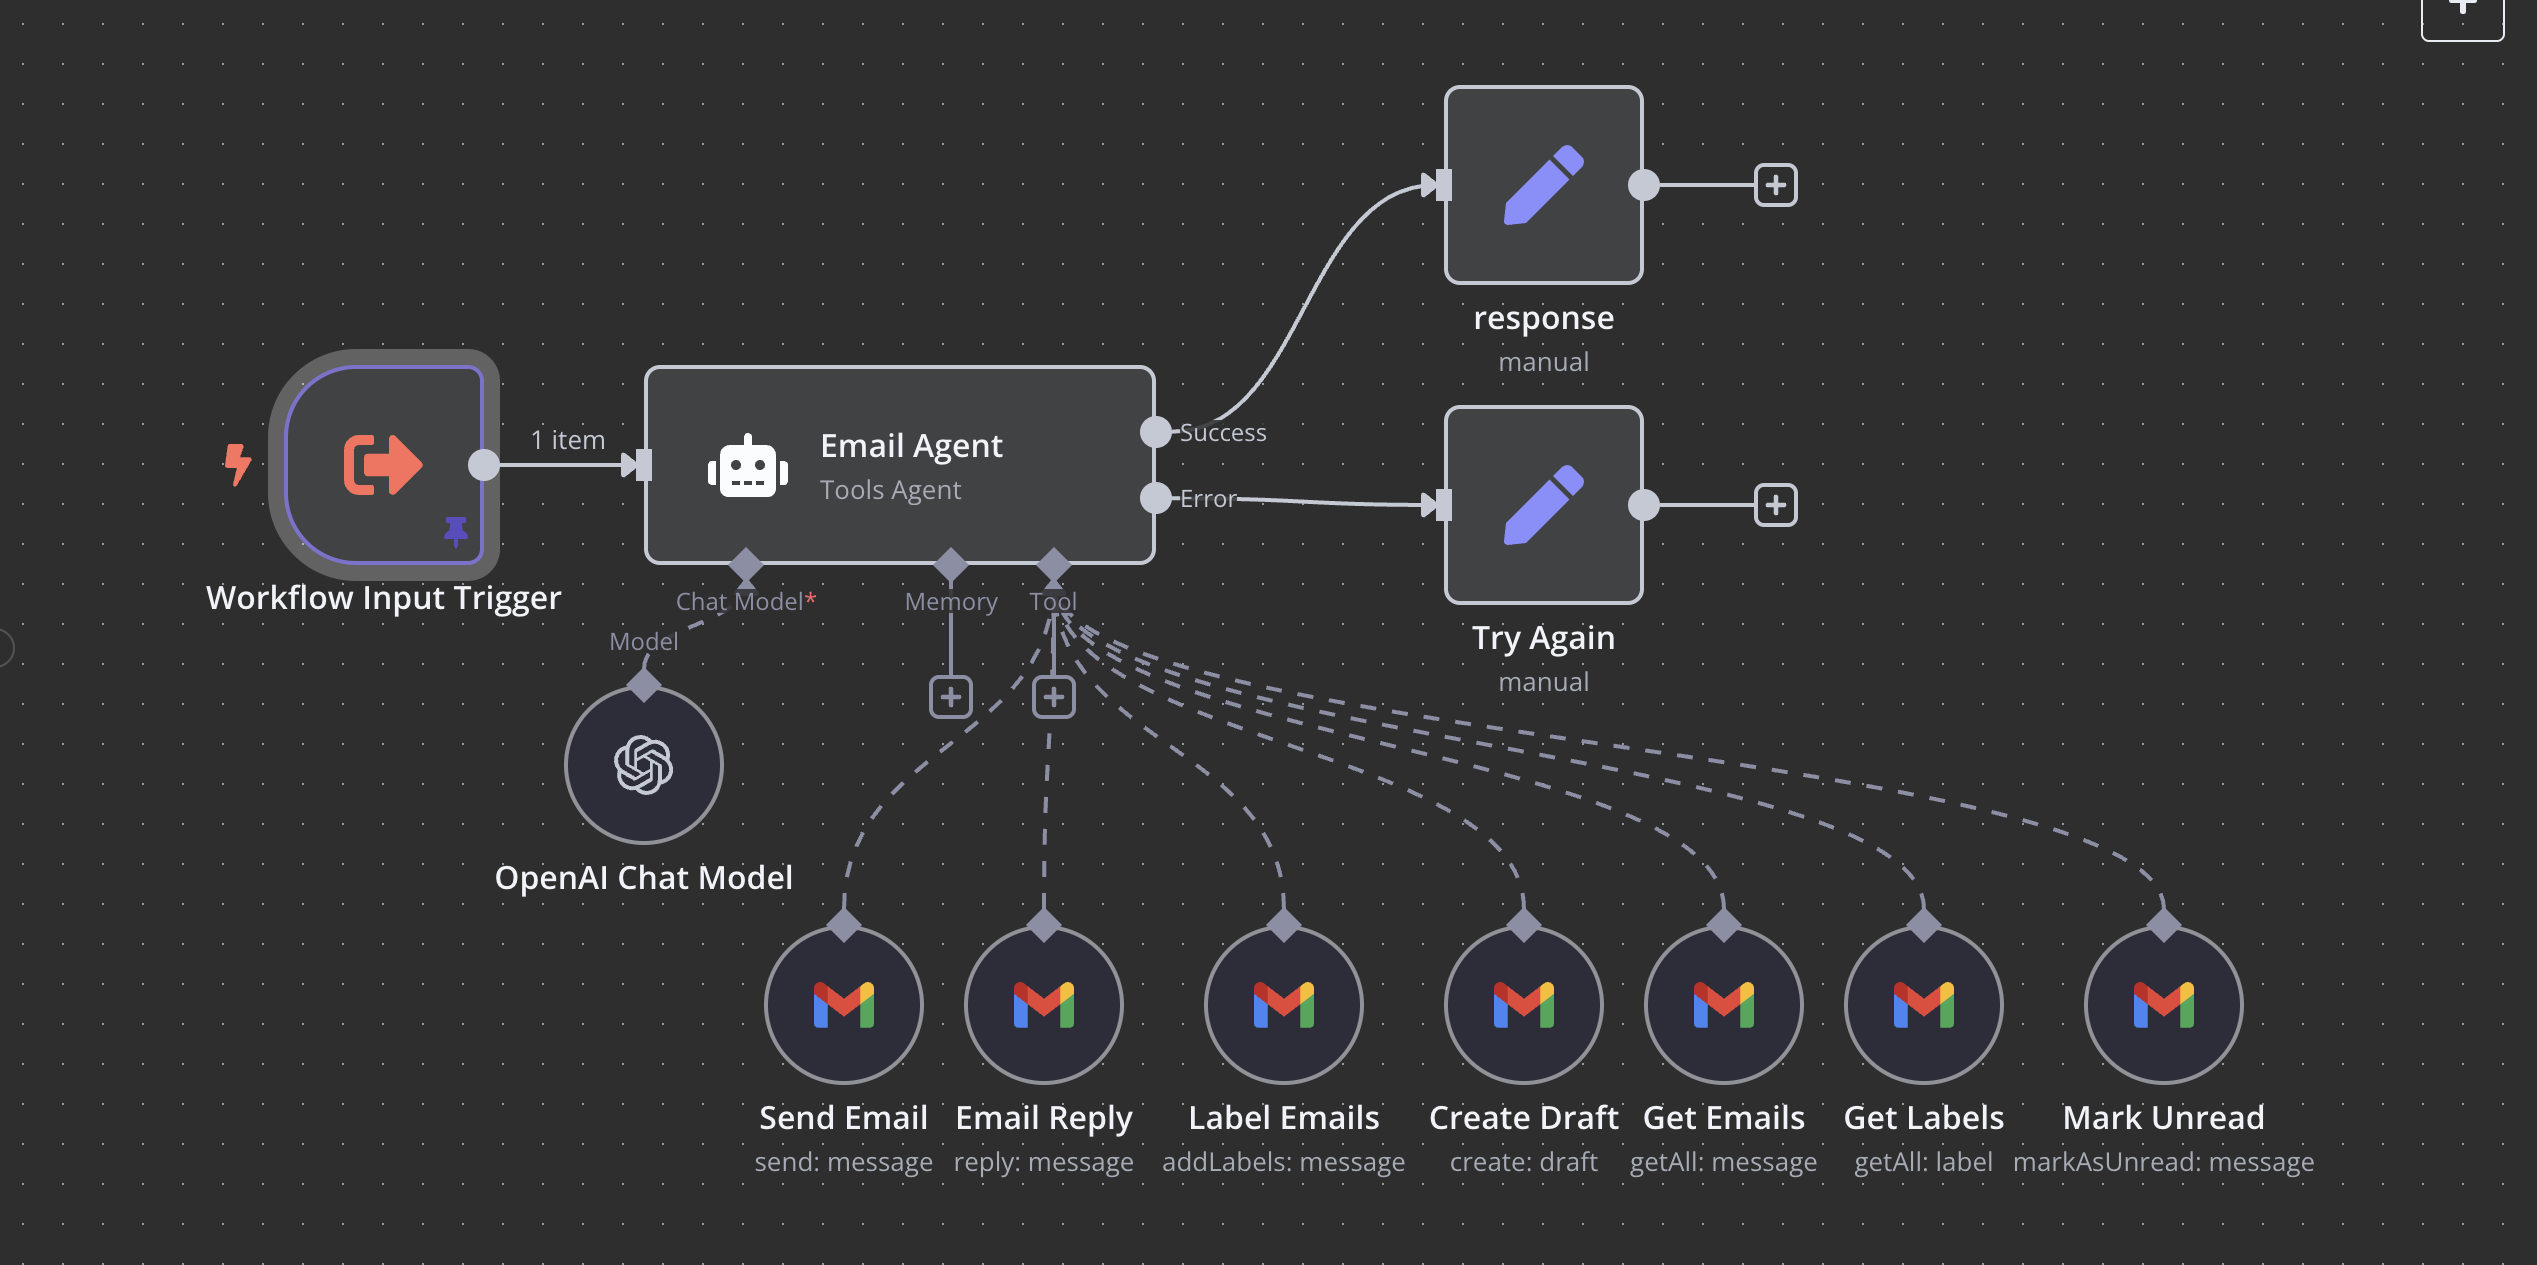 response
manual
1 item
Email Agent
Tools Agent
Success
Error
Workflow Input Trigger
Chat Model*
Memory
Tool
Model
Try Again
manual
OpenAI Chat Model
Send Email
send: message
Email Reply
reply: message
Label Emails
addLabels: message
Create Draft
create: draft
Get Emails
getAll: message
Get Labels
getAll: label
Mark Unread
markAsUnread: message